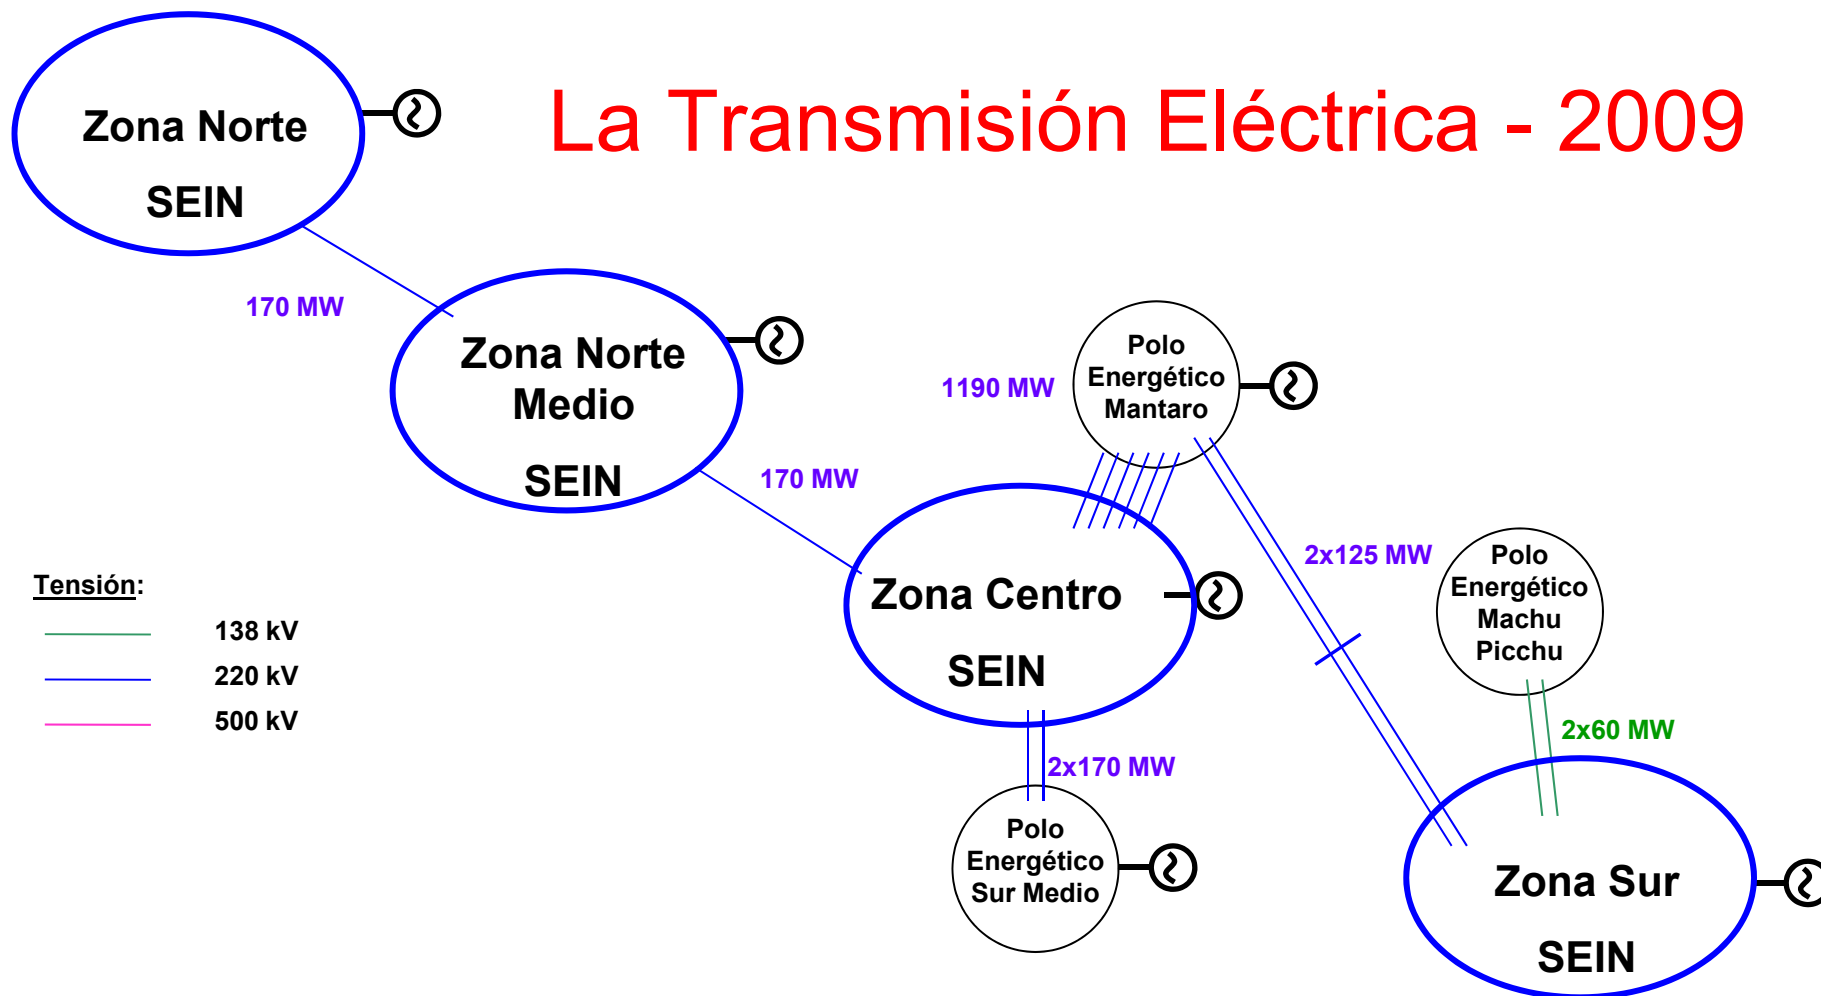 La Transmisión Eléctrica - 2009
Zona Norte
SEIN
170 MW
Zona Norte
Medio
SEIN
170 MW
1190 MW
Polo
Energético
Mantaro
Zona Centro
SEIN
2x125 MW
Polo
Energético
Machu
Picchu
2x60 MW
2x170 MW
Polo
Energético
Sur Medio
Zona Sur
SEIN
Tensión:
138 kV
220 kV
500 kV